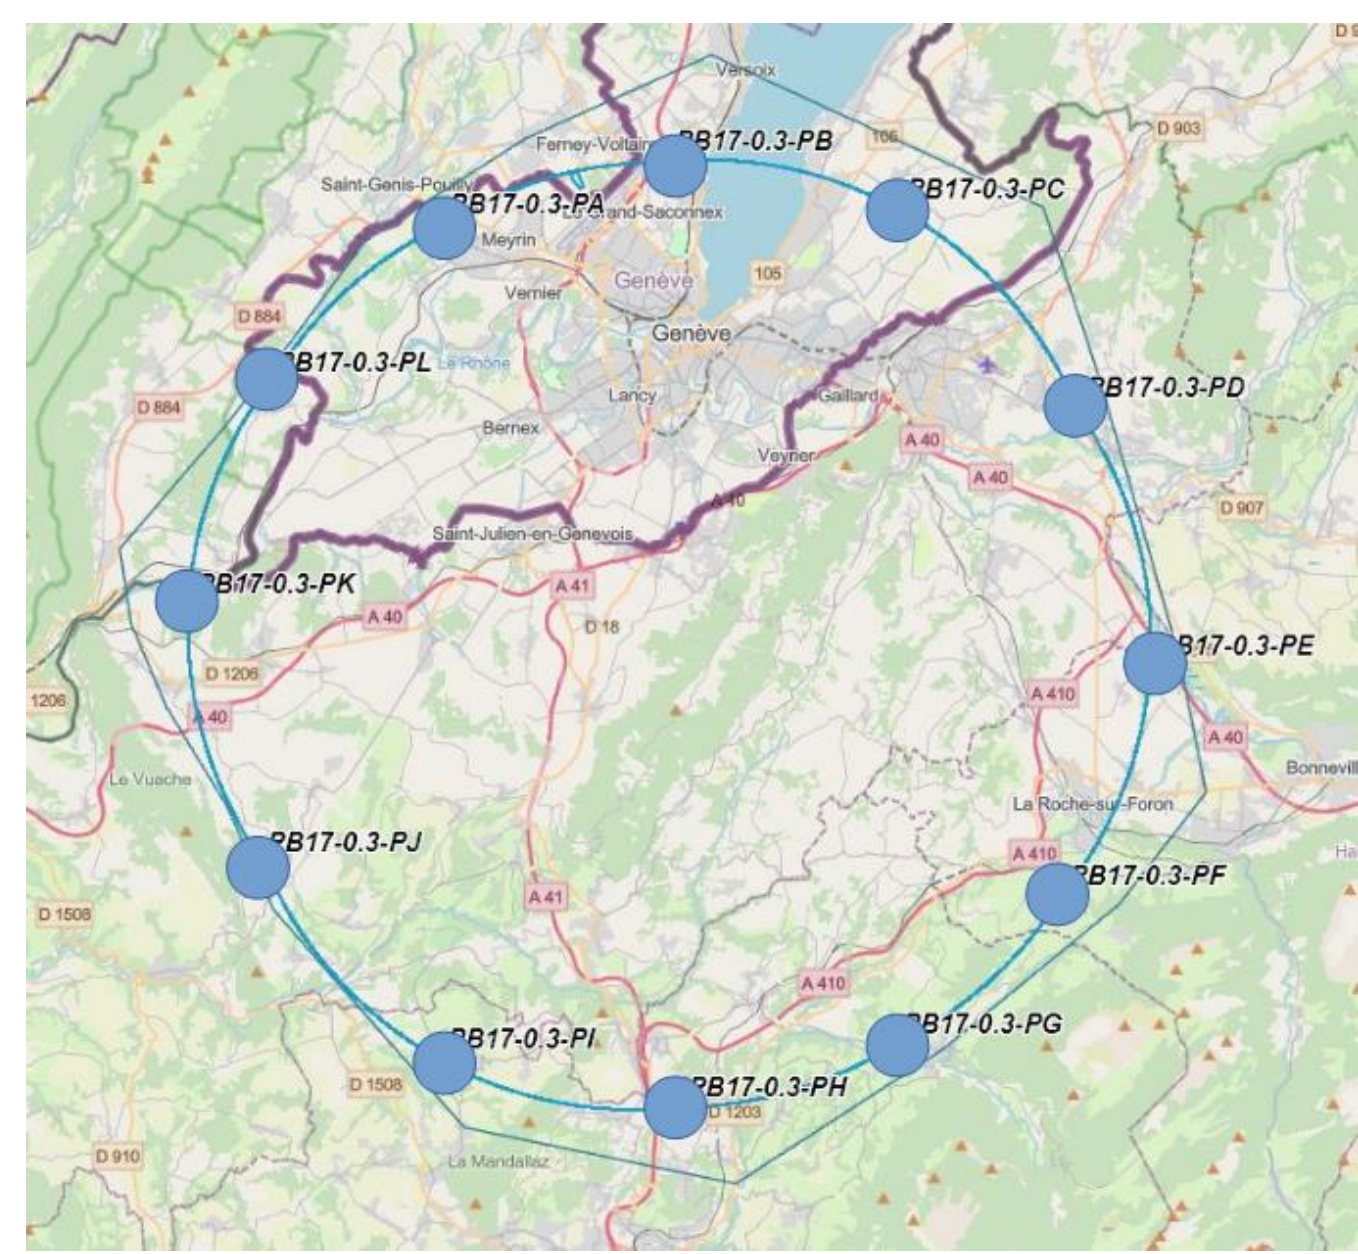 D 9
Versoix
D 903
106
Ferney-Voltair
PB17-0.3-PB
Saint-Genis-Pouilly
PB17-0.3-PC
PB17-0.3-PA
Le Grand-Saconnex
Meyrin
Genève
105
Vernier
D 884
Genève
PB17-0.3-PL
Le Rhône
PB17-0.3-PD
D 884
Lancy
Gaillard
Bernex
A 40
Veyrier
A 40
A 40
D 907
Saint-Julien-en-Genevois
PB17-0.3-PK
A 41
A 40
D 18
B17-0.3-PE
D 1206
1206
A 410
A 40
A 40
Le Vuache
Bonnevill
La Roche-sur-Foron
PB17-0.3-PJ
A 410
Ha
PB17-0.3-PF
A 41
D 1508
A 410
PB17-0.3-PG
PB17-0.3-PI
D 1508
PB17-0.3-PH
D 1203
D 910
La Mandallaz